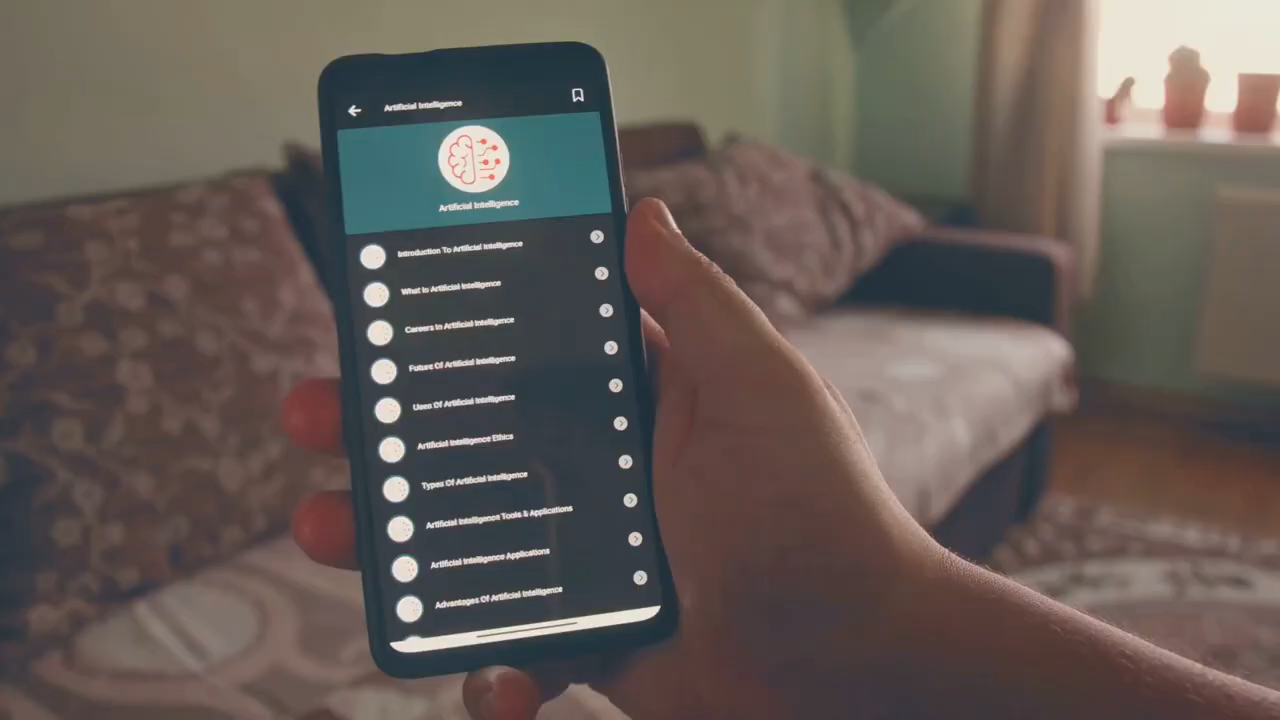 Artificial Intelligence
Artificial Intelligence
Introduction To Artificial Intelligence
What is Artificial Intelligence
Careers In Artificial Intelligence
Future Of Artificial Intelligence
Uses Of Artificial Intelligence
Artificial Intelligence Ethics
Types Of Artificial Intelligence
Artificial Intelligence Tools & Applications
Artificial Intelligence Applications
Advantages Of Artificial Intelligence